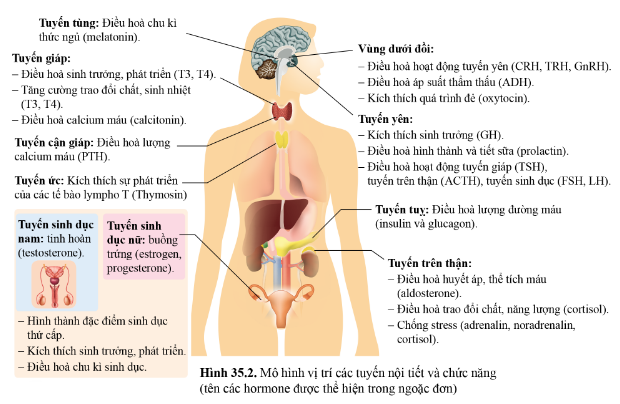 Tuyến tùng: Điều hoà chu kì
thức ngủ (melatonin).
Tuyến giáp:
– Điều hoà sinh trưởng, phát triển (T3, T4).
– Tăng cường trao đổi chất, sinh nhiệt
(T3, T4).
– Điều hoà calcium máu (calcitonin).
Tuyến cận giáp: Điều hoà lượng
calcium máu (PTH).
Tuyến ức: Kích thích sự phát triển
của các tế bào lympho T (Thymosin)
Tuyến sinh dục
nam: tinh hoàn
(testosterone).
Tuyến sinh
dục nữ: buồng
trứng (estrogen,
progesterone).
– Hình thành đặc điểm sinh dục
thứ cấp.
– Kích thích sinh trưởng, phát triển.
– Điều hoà chu kì sinh dục.
Vùng dưới đồi:
– Điều hoà hoạt động tuyến yên (CRH, TRH, GnRH).
– Điều hoà áp suất thẩm thấu (ADH).
– Kích thích quá trình đẻ (oxytocin).
Tuyến yên:
– Kích thích sinh trưởng (GH).
– Điều hoà hình thành và tiết sữa (prolactin).
– Điều hoà hoạt động tuyến giáp (TSH),
tuyến trên thận (ACTH), tuyến sinh dục (FSH, LH).
Tuyến tuỵ: Điều hoà lượng đường máu
(insulin và glucagon).
Tuyến trên thận:
– Điều hoà huyết áp, thể tích máu
(aldosterone).
– Điều hoà trao đổi chất, năng lượng (cortisol).
– Chống stress (adrenalin, noradrenalin,
cortisol).
Hình 35.2. Mô hình vị trí các tuyến nội tiết và chức năng
(tên các hormone được thể hiện trong ngoặc đơn)